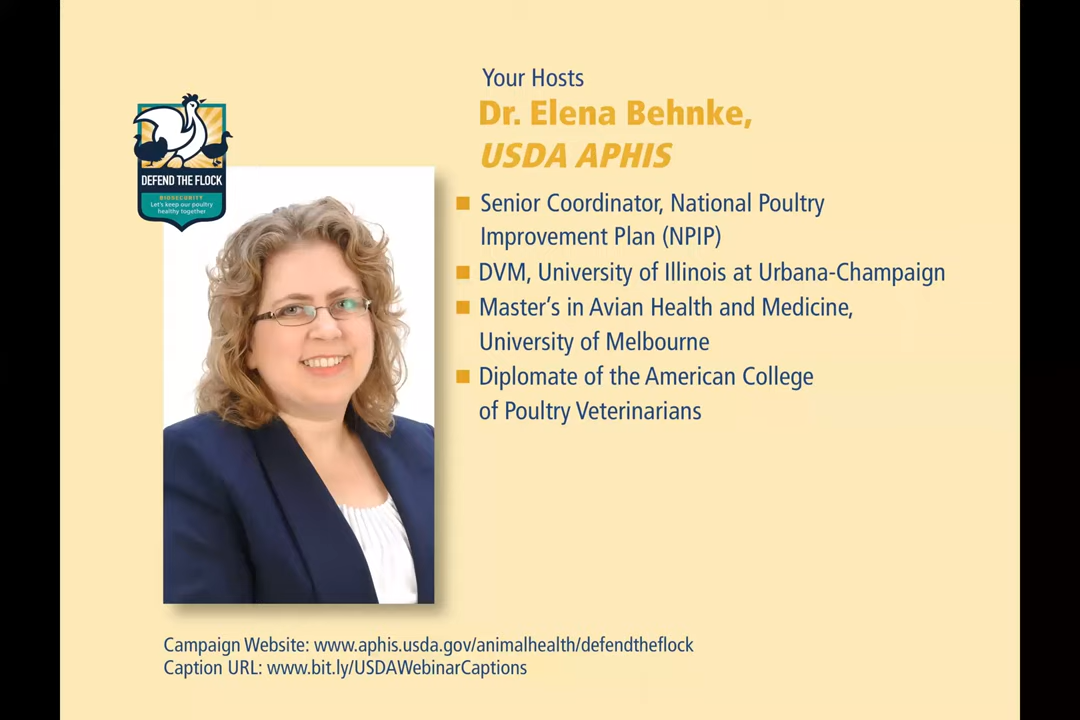 Your Hosts
Dr. Elena Behnke,
USDA APHIS
DEFEND THE FLOCK
BIOSECURITY
Let's keep our poultry
healthy together
Senior Coordinator, National Poultry
Improvement Plan (NPIP)
DVM, University of Illinois at Urbana-Champaign
Master’s in Avian Health and Medicine,
University of Melbourne
Diplomate of the American College
of Poultry Veterinarians
Campaign Website: www.aphis.usda.gov/animalhealth/defendtheflock
Caption URL: www.bit.ly/USDAWebinarCaptions